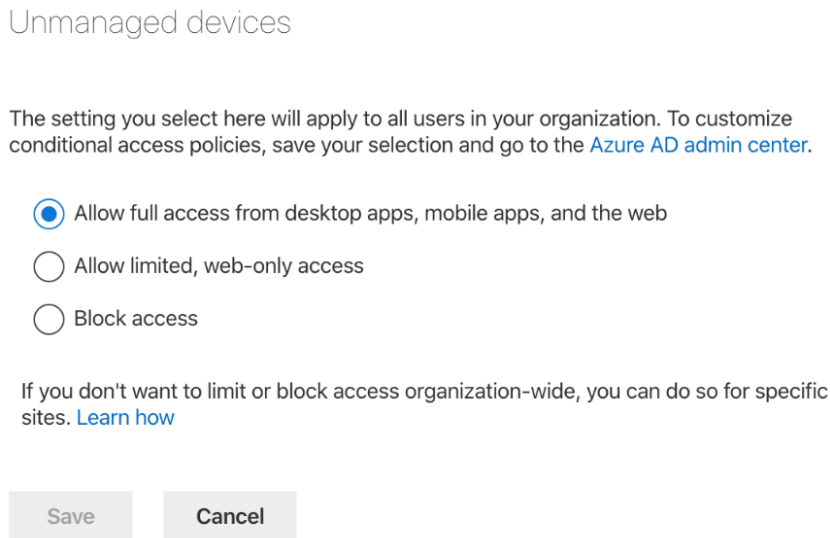 Unmanaged devices
The setting you select here will apply to all users in your organization. To customize
conditional access policies, save your selection and go to the Azure AD admin center.
Allow full access from desktop apps, mobile apps, and the web
Allow limited, web-only access
Block access
If you don't want to limit or block access organization-wide, you can do so for specific
sites. Learn how
Save Cancel